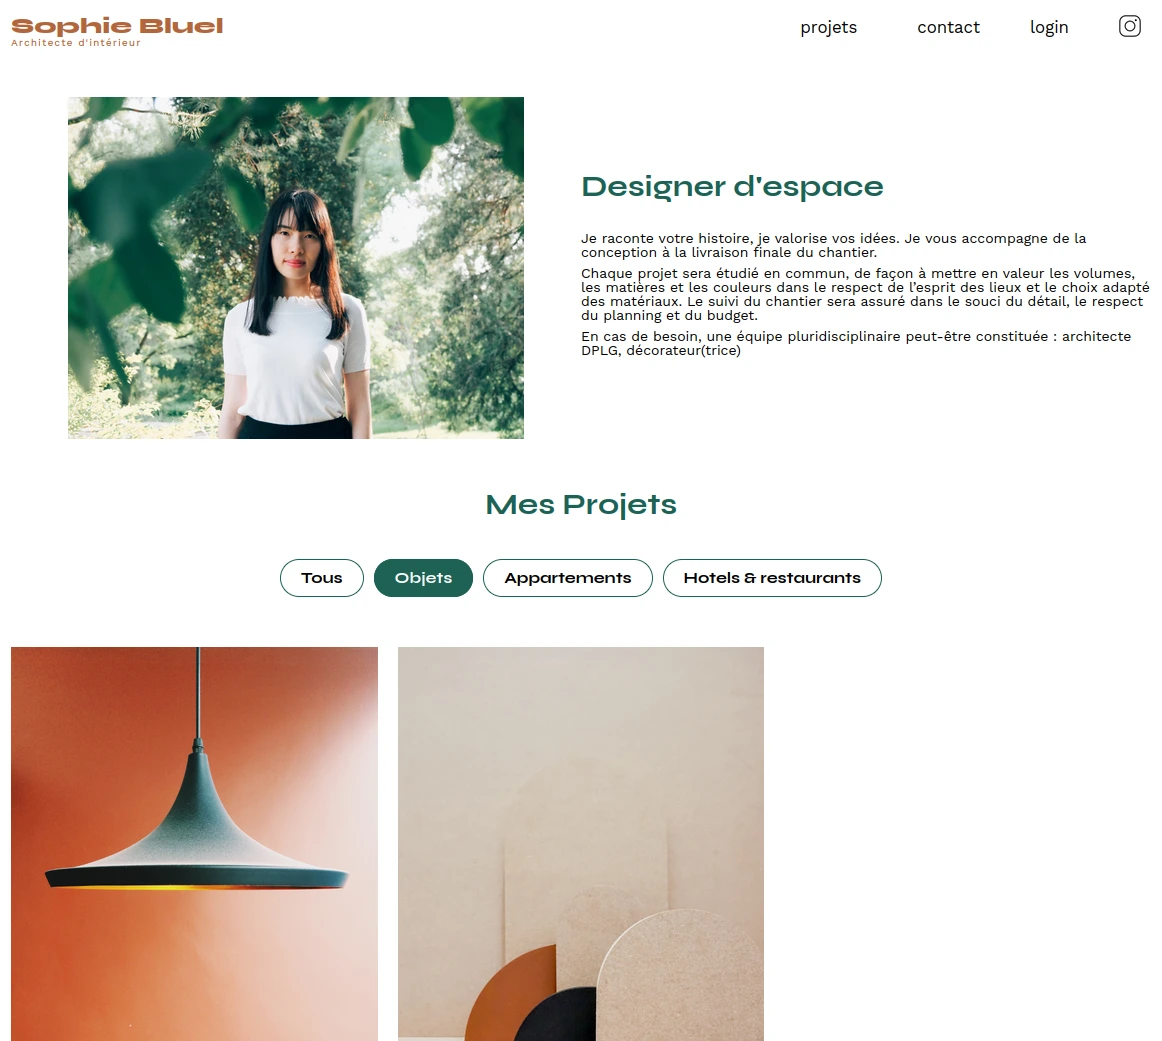 Sophie Bluel
Architecte d'intérieur
projets
contact
login
Designer d'espace
Je raconte votre histoire, je valorise vos idées. Je vous accompagne de la
conception à la livraison finale du chantier.
Chaque projet sera étudié en commun, de façon à mettre en valeur les volumes,
les matières et les couleurs dans le respect de l’esprit des lieux et le choix adapté
des matériaux. Le suivi du chantier sera assuré dans le souci du détail, le respect
du planning et du budget.
En cas de besoin, une équipe pluridisciplinaire peut-être constituée : architecte
DPLG, décorateur(trice)
Mes Projets
Tous
Objets
Appartements
Hotels & restaurants